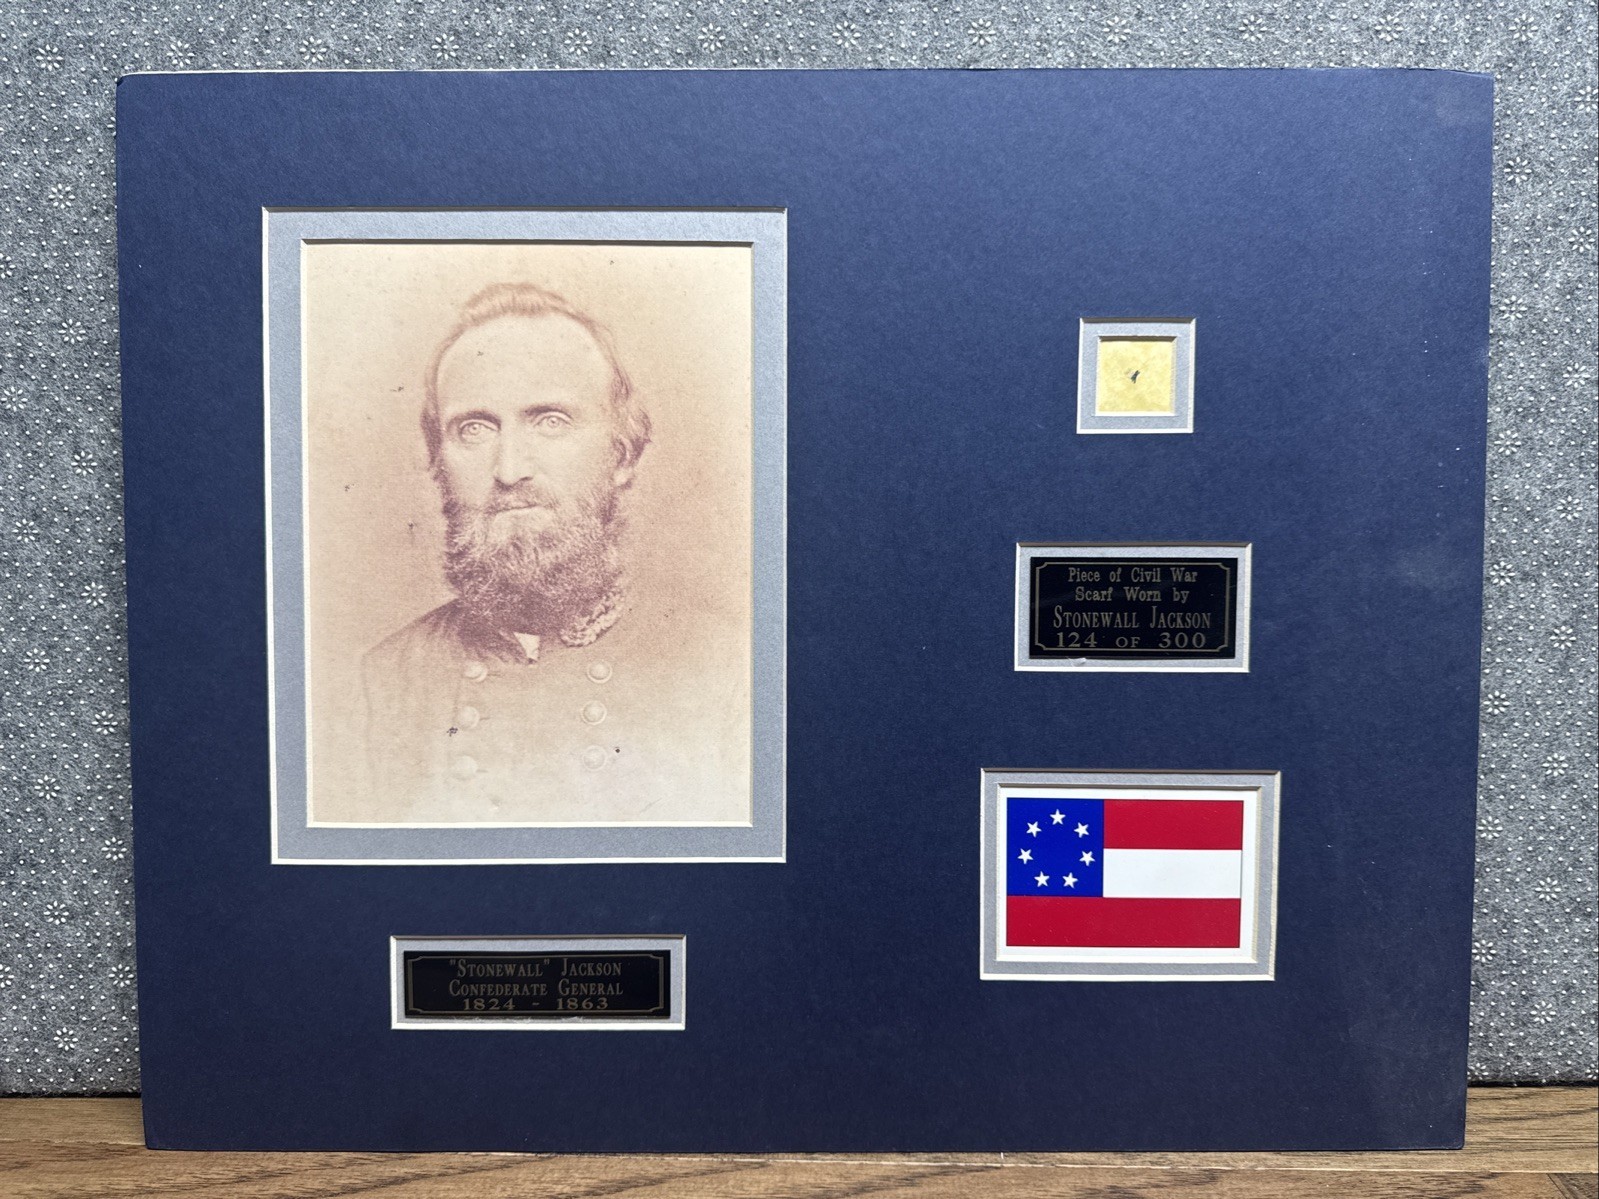 Piece of Civil War
Scarf Worn by
STONEWALL JACKSON
124 OF 300
"STONEWALL" JACKSON
CONFEDERATE GENERAL
1824 - 1863